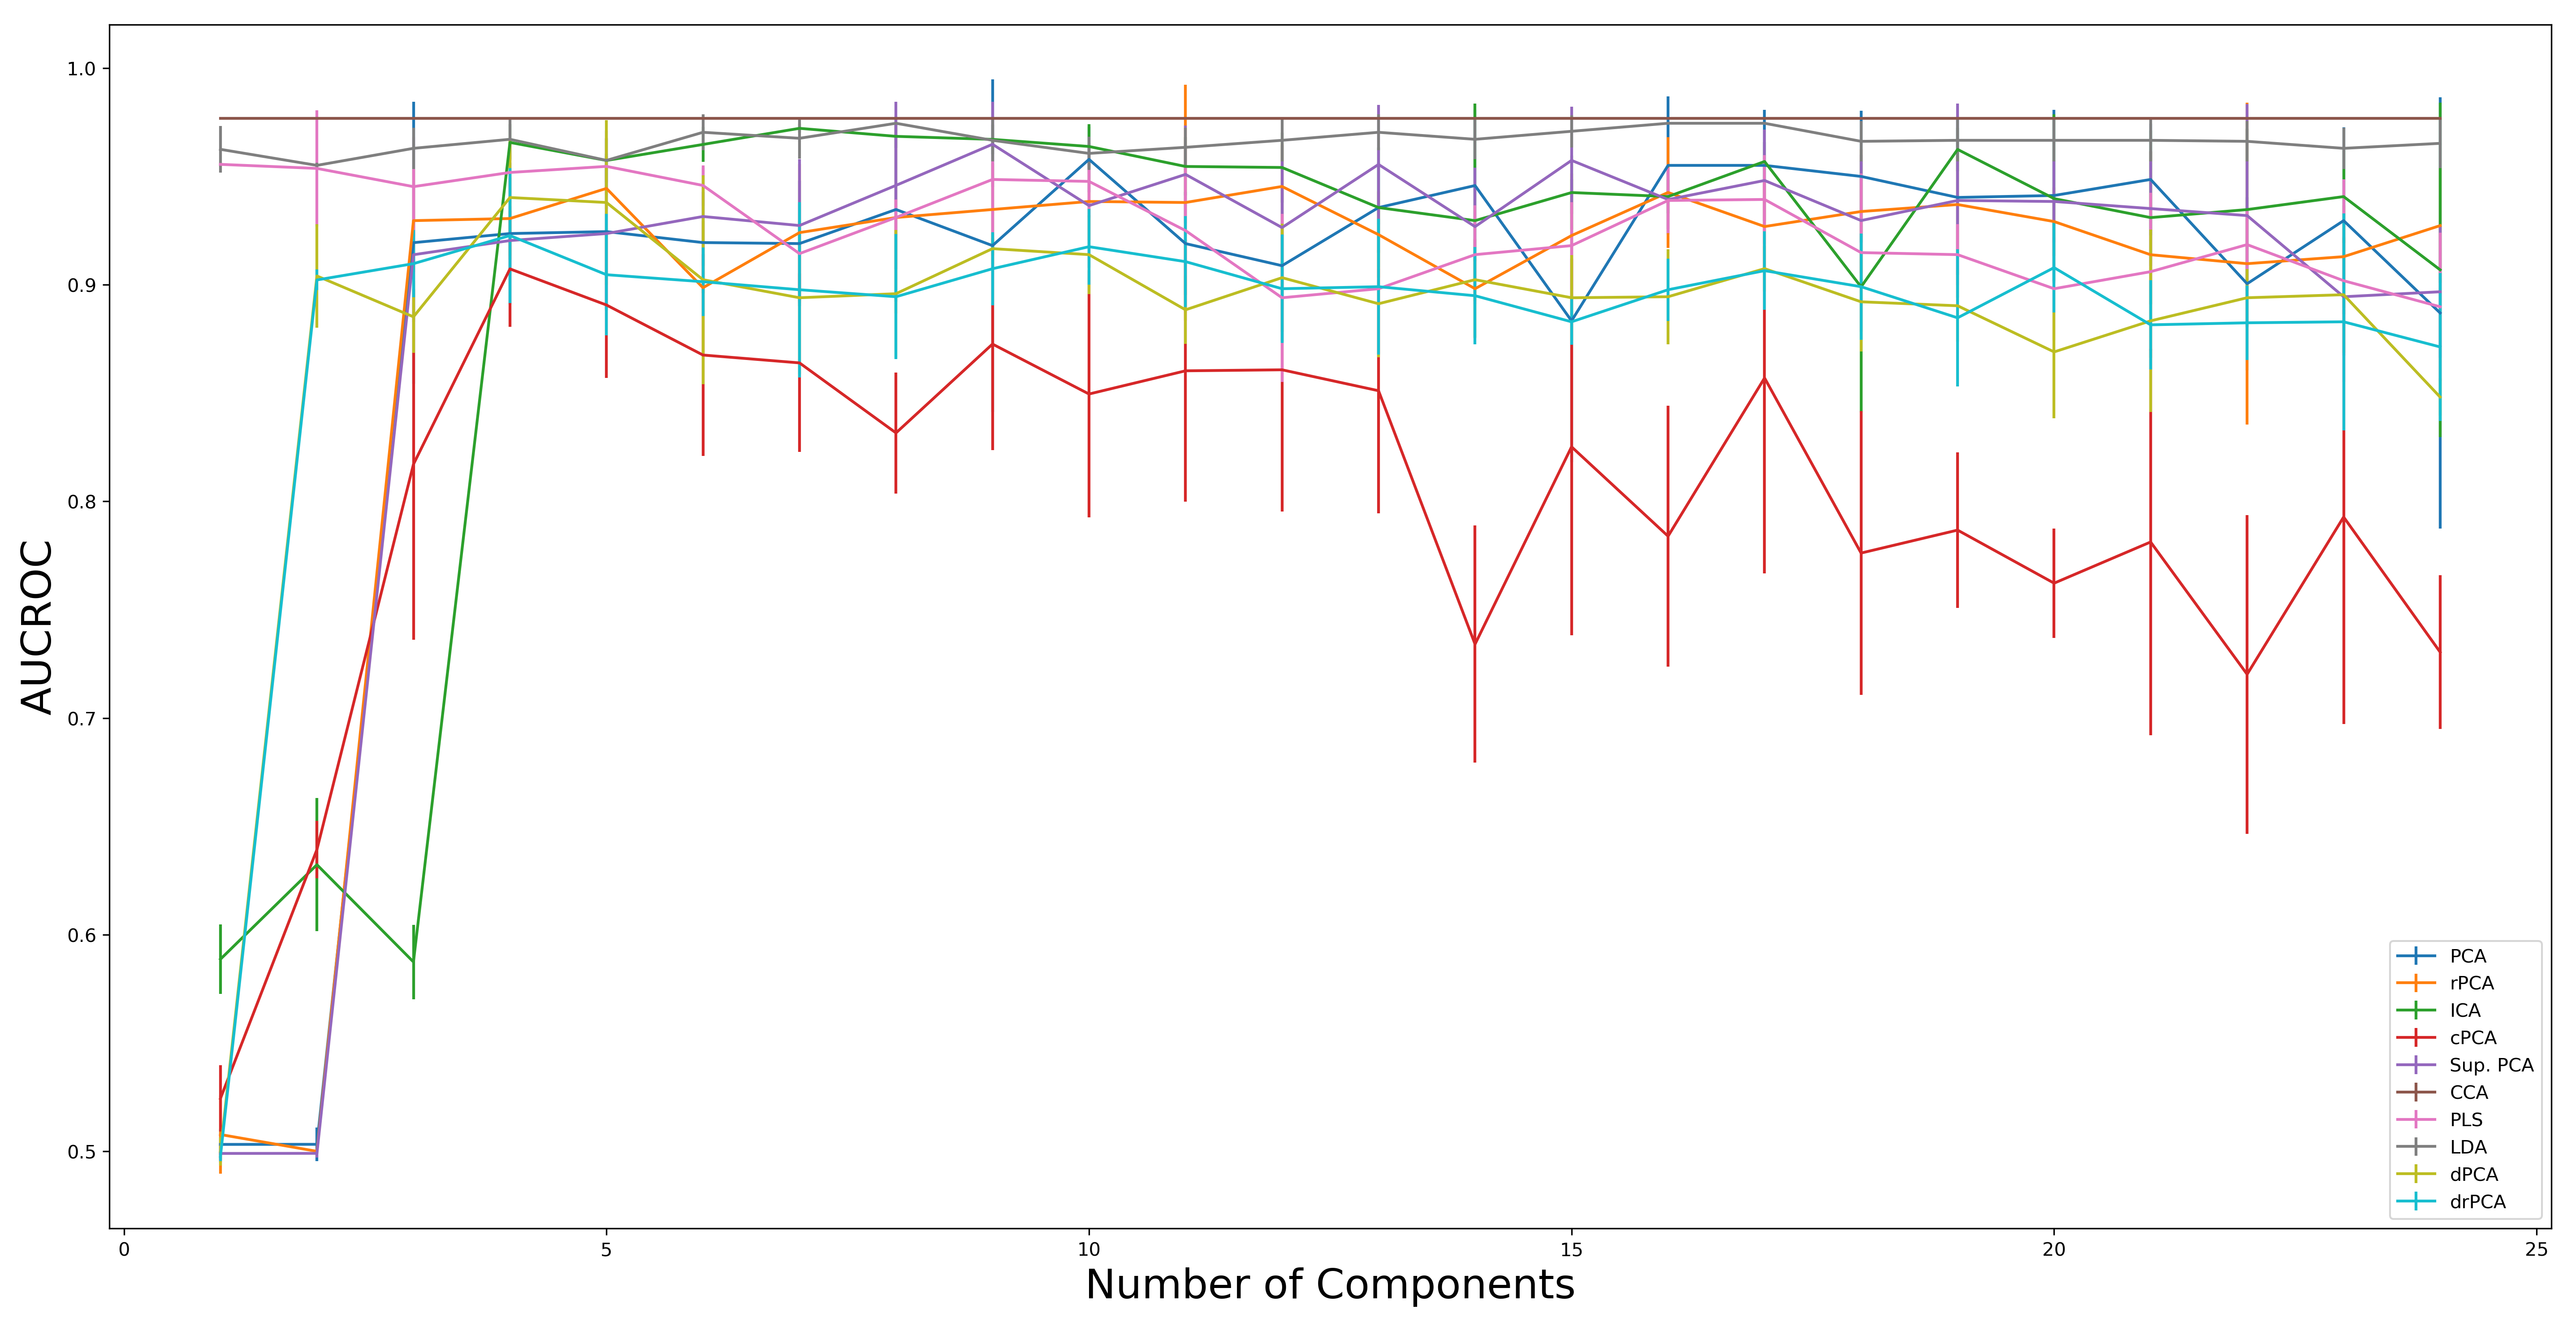 1.0
0.9
0.8
0.7
0.6
0.5
AUCROC
0
5
10
15
20
25
Number of Components
PCA
rPCA
ICA
cPCA
Sup. PCA
CCA
PLS
LDA
dPCA
drPCA